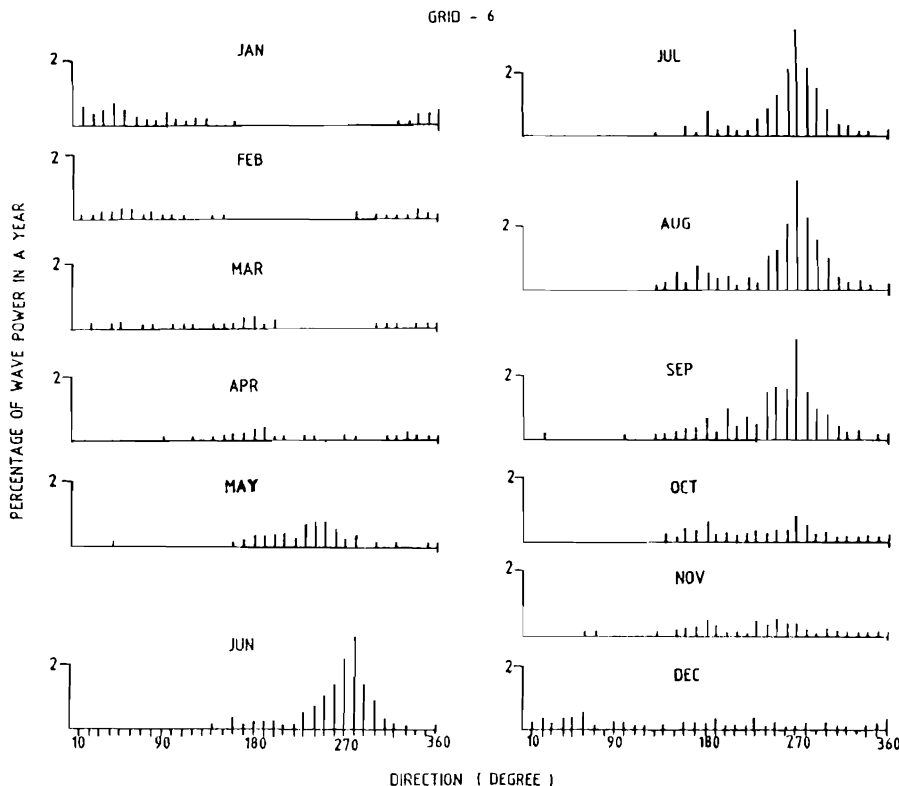 GRID - 6
JAN
2
FEB
2
MAR
2
APR
2
MAY
2
JUN
2
10 90 180 270 360
JUL
2
AUG
2
SEP
2
OCT
2
NOV
2
DEC
2
10 90 180 270 360
PERCENTAGE OF WAVE POWER IN A YEAR
DIRECTION ( DEGREE )